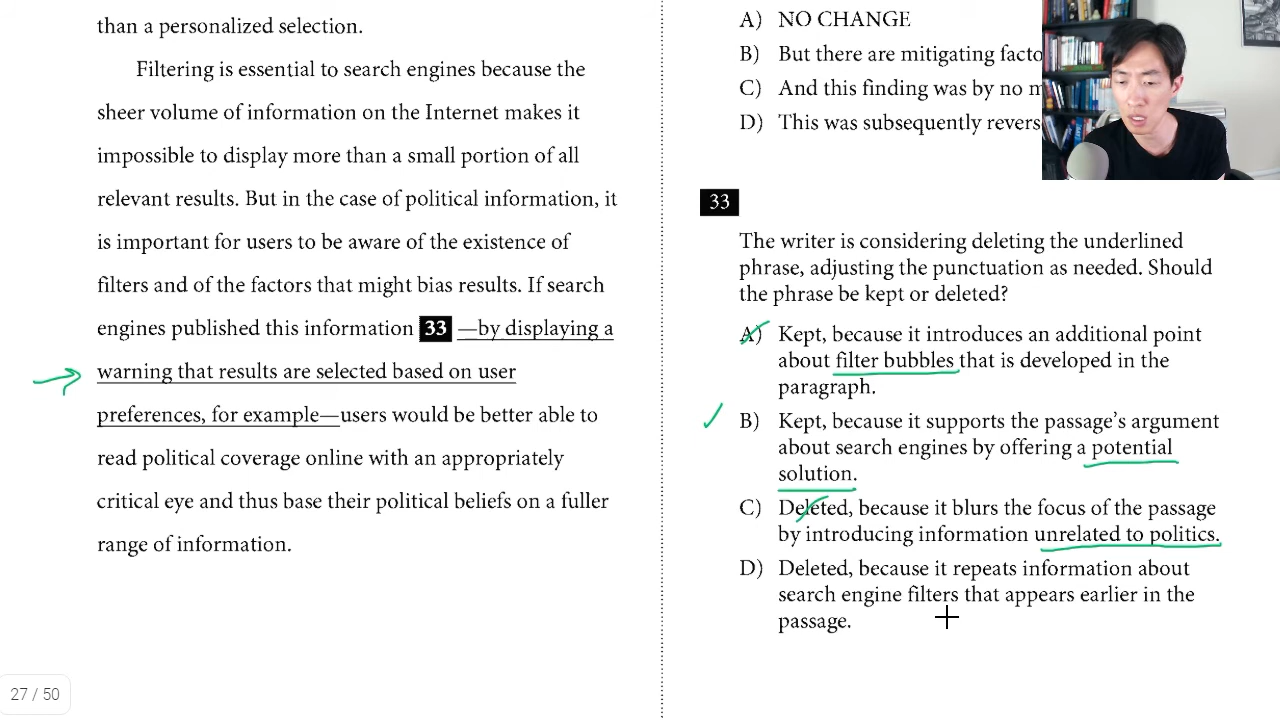 than a personalized selection.
Filtering is essential to search engines because the
sheer volume of information on the Internet makes it
impossible to display more than a small portion of all
relevant results. But in the case of political information, it
is important for users to be aware of the existence of
filters and of the factors that might bias results. If search
engines published this information 33 —by displaying a
warning that results are selected based on user
preferences, for example—users would be better able to
read political coverage online with an appropriately
critical eye and thus base their political beliefs on a fuller
range of information.
27 / 50
A) NO CHANGE
B) But there are mitigating
C) And this finding was by no
D) This was subsequently
33
The writer is considering deleting the underlined
phrase, adjusting the punctuation as needed. Should
the phrase be kept or deleted?
A) Kept, because it introduces an additional point
about filter bubbles that is developed in the
paragraph.
B) Kept, because it supports the passage's argument
about search engines by offering a potential
solution.
C) Deleted, because it blurs the focus of the passage
by introducing information unrelated to politics.
D) Deleted, because it repeats information about
search engine filters that appears earlier in the
passage.